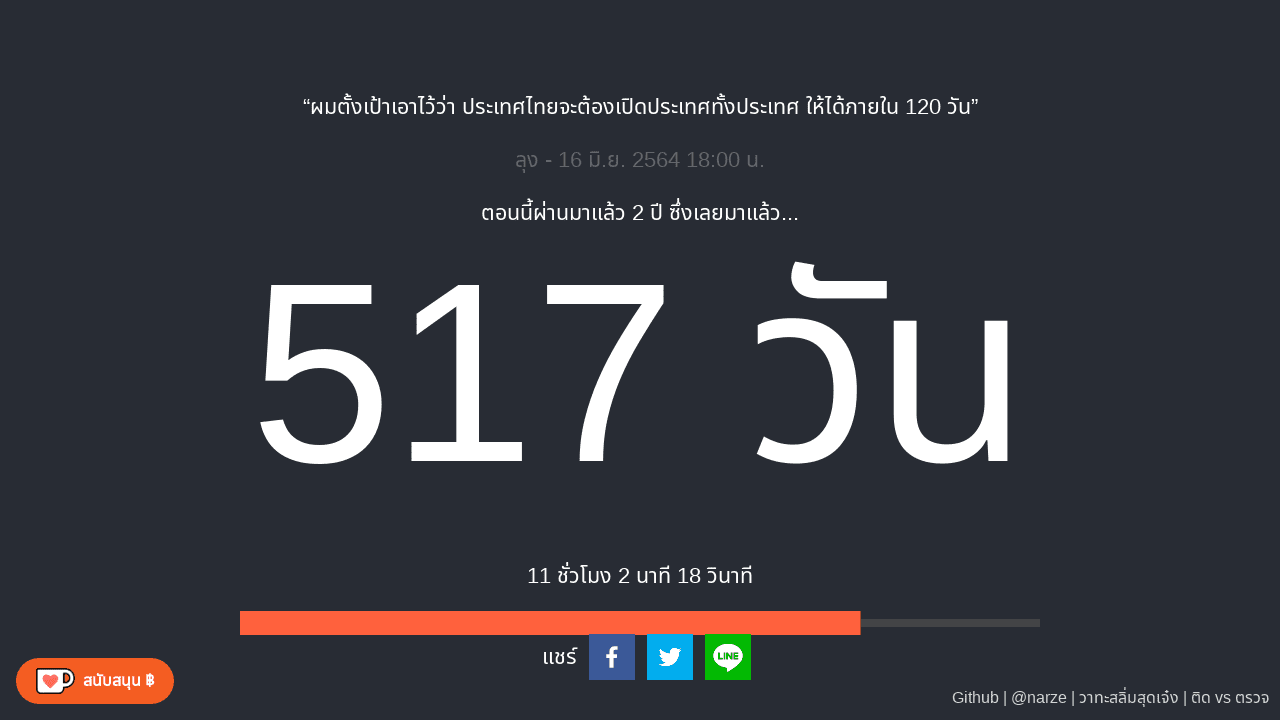 “ผมตั้งเป้าเอาไว้ว่า ประเทศไทยจะต้องเปิดประเทศทั้งประเทศ ให้ได้ภายใน 120 วัน”
ลุง - 16 มิ.ย. 2564 18:00 น.
ตอนนี้ผ่านมาแล้ว 2 ปี ซึ่งเลยมาแล้ว...
517 วัน
11 ชั่วโมง 2 นาที 18 วินาที
แชร์
LINE
สนับสนุน ฿
Github | @narze | วาทะสลิ่มสุดเจ๋ง | ติด vs ตรวจ